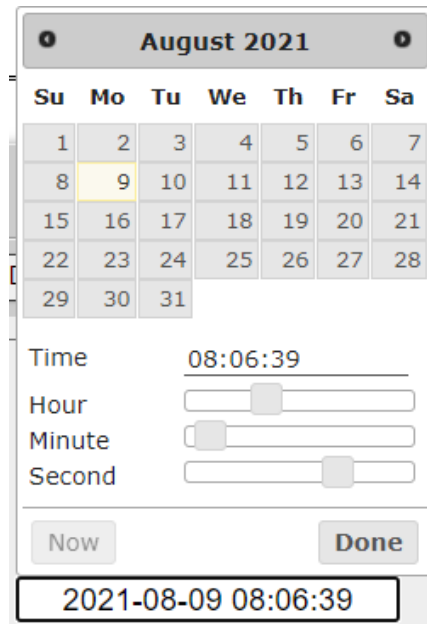 August 2021
Su Mo Tu We Th Fr Sa
1 2 3 4 5 6 7
8 9 10 11 12 13 14
15 16 17 18 19 20 21
22 23 24 25 26 27 28
29 30 31
Time 08:06:39
Hour
Minute
Second
Now Done
2021-08-09 08:06:39